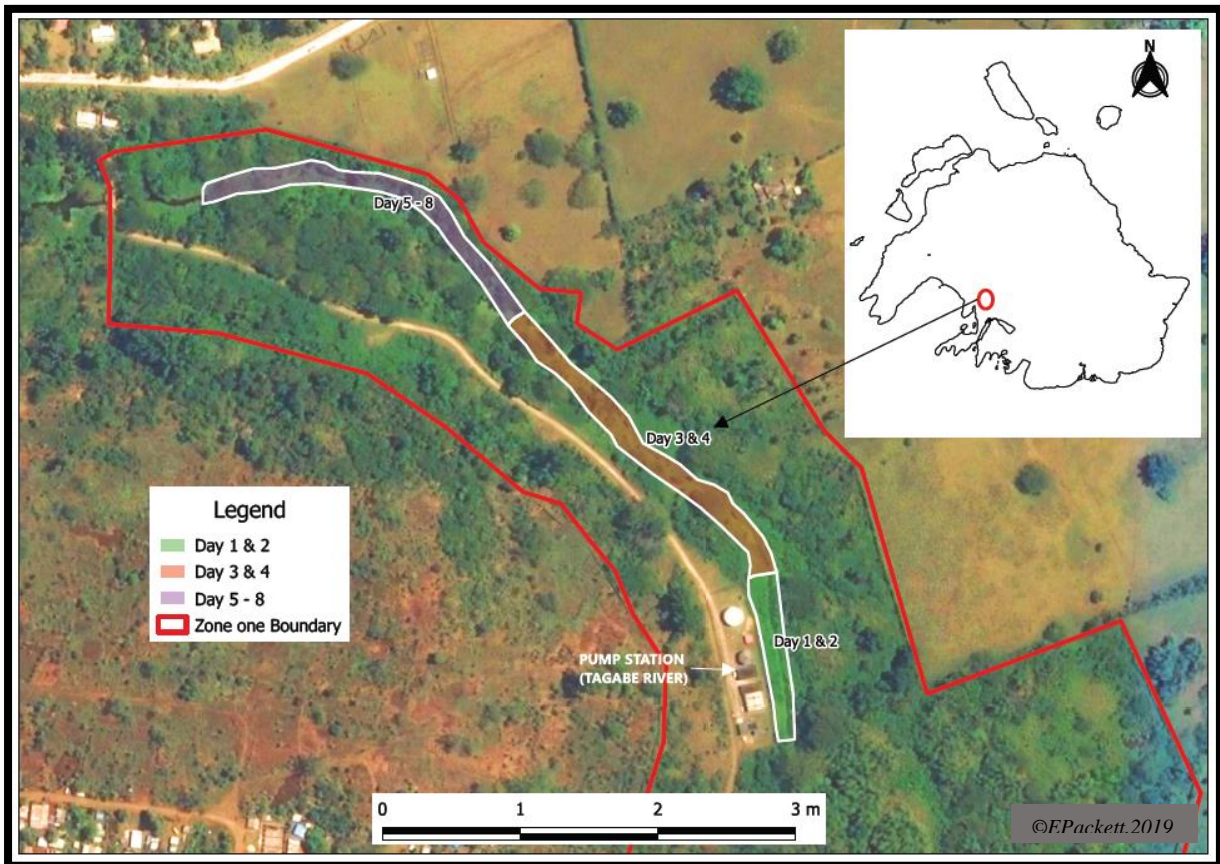 N
Day 5 - 8
Day 3 & 4
Legend
Day 1 & 2
Day 3 & 4
Day 5 - 8
Zone one Boundary
Day 1 & 2
PUMP STATION
(TAGABE RIVER)
0 1 2 3 m
©EPackett.2019